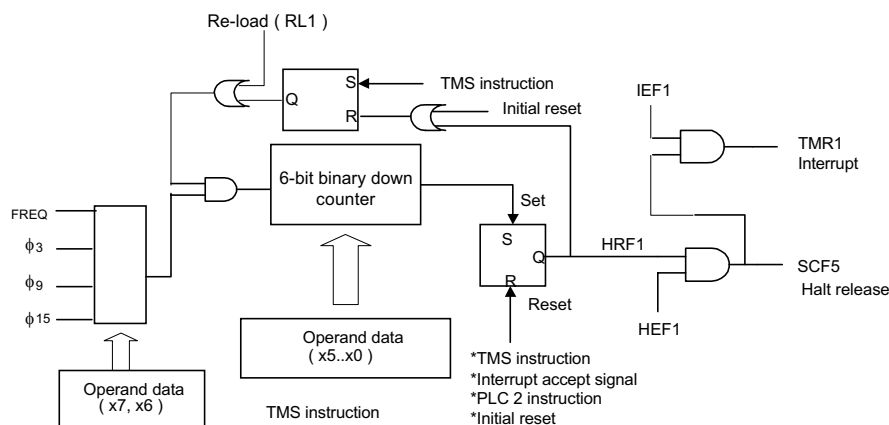 Re-load ( RL1 )
S
TMS instruction
Q
R
Initial reset
IEF1
TMR1
Interrupt
6-bit binary down
counter
Set
FREQ
ϕ3
ϕ9
ϕ15
S
Q
R
HRF1
SCF5
Halt release
Reset
HEF1
Operand data
( x5..x0 )
*TMS instruction
*Interrupt accept signal
*PLC 2 instruction
*Initial reset
Operand data
( x7, x6 )
TMS instruction